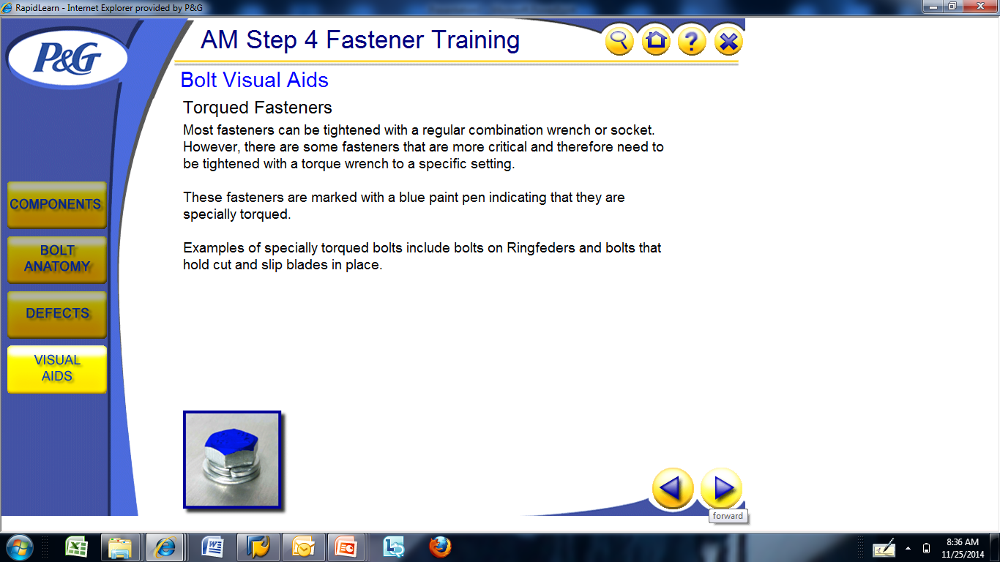 RapidLearn - Internet Explorer provided by P&G
P&G
AM Step 4 Fastener Training
?
Bolt Visual Aids
Torqued Fasteners
Most fasteners can be tightened with a regular combination wrench or socket.
However, there are some fasteners that are more critical and therefore need to
be tightened with a torque wrench to a specific setting.
These fasteners are marked with a blue paint pen indicating that they are
specially torqued.
Examples of specially torqued bolts include bolts on Ringfeders and bolts that
hold cut and slip blades in place.
COMPONENTS
BOLT
ANATOMY
DEFECTS
VISUAL
AIDS
forward
8:36 AM
11/25/2014